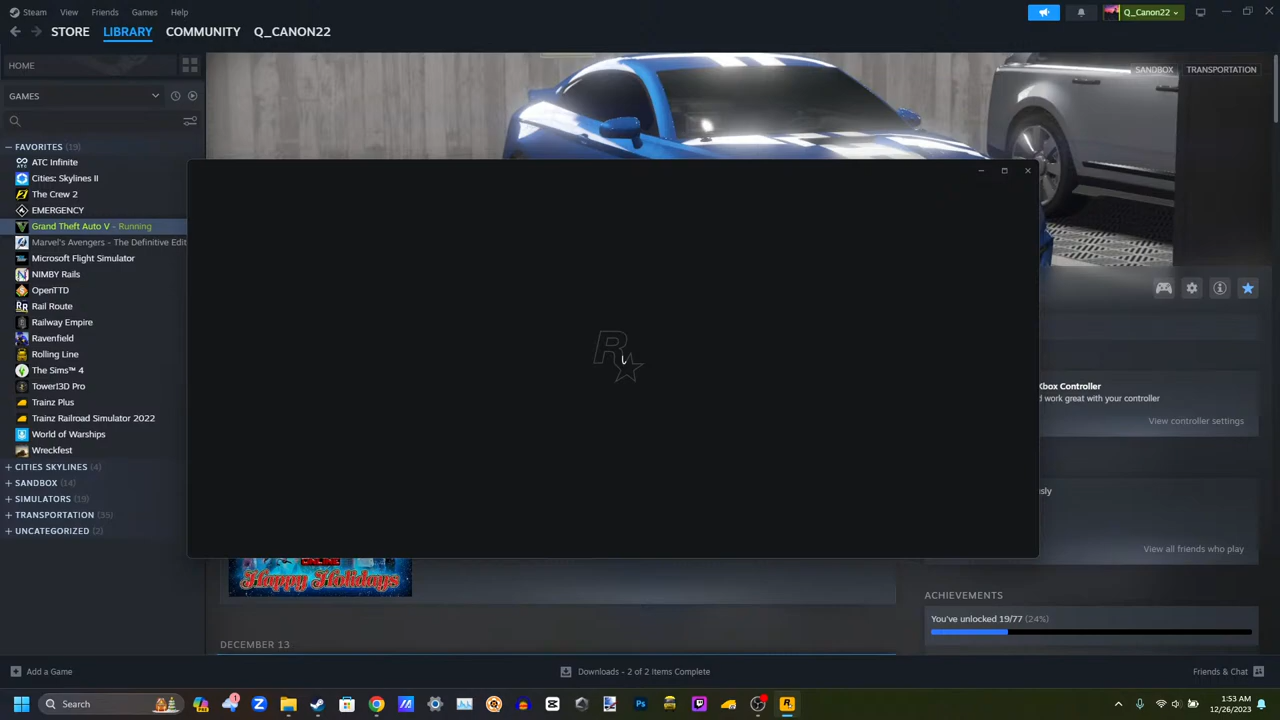 Steam View Friends Games Help
Q_Canon22
STORE LIBRARY COMMUNITY Q_CANON22
HOME
SANDBOX TRANSPORTATION
GAMES
FAVORITES (19)
ATC Infinite
Cities: Skylines II
The Crew 2
EMERGENCY
Grand Theft Auto V - Running
Marvel's Avengers - The Definitive Edit
Microsoft Flight Simulator
NIMBY Rails
OpenTTD
Rail Route
Railway Empire
Ravenfield
Rolling Line
The Sims™ 4
Tower!3D Pro
Trainz Plus
Trainz Railroad Simulator 2022
World of Warships
Wreckfest
CITIES SKYLINES (4)
SANDBOX (14)
SIMULATORS (19)
TRANSPORTATION (35)
UNCATEGORIZED (2)
R
Xbox Controller
d work great with your controller
View controller settings
usly
View all friends who play
Happy Holidays
ACHIEVEMENTS
You've unlocked 19/77 (24%)
DECEMBER 13
Add a Game
Downloads - 2 of 2 Items Complete
Friends & Chat
Search
1:53 AM
12/26/2023